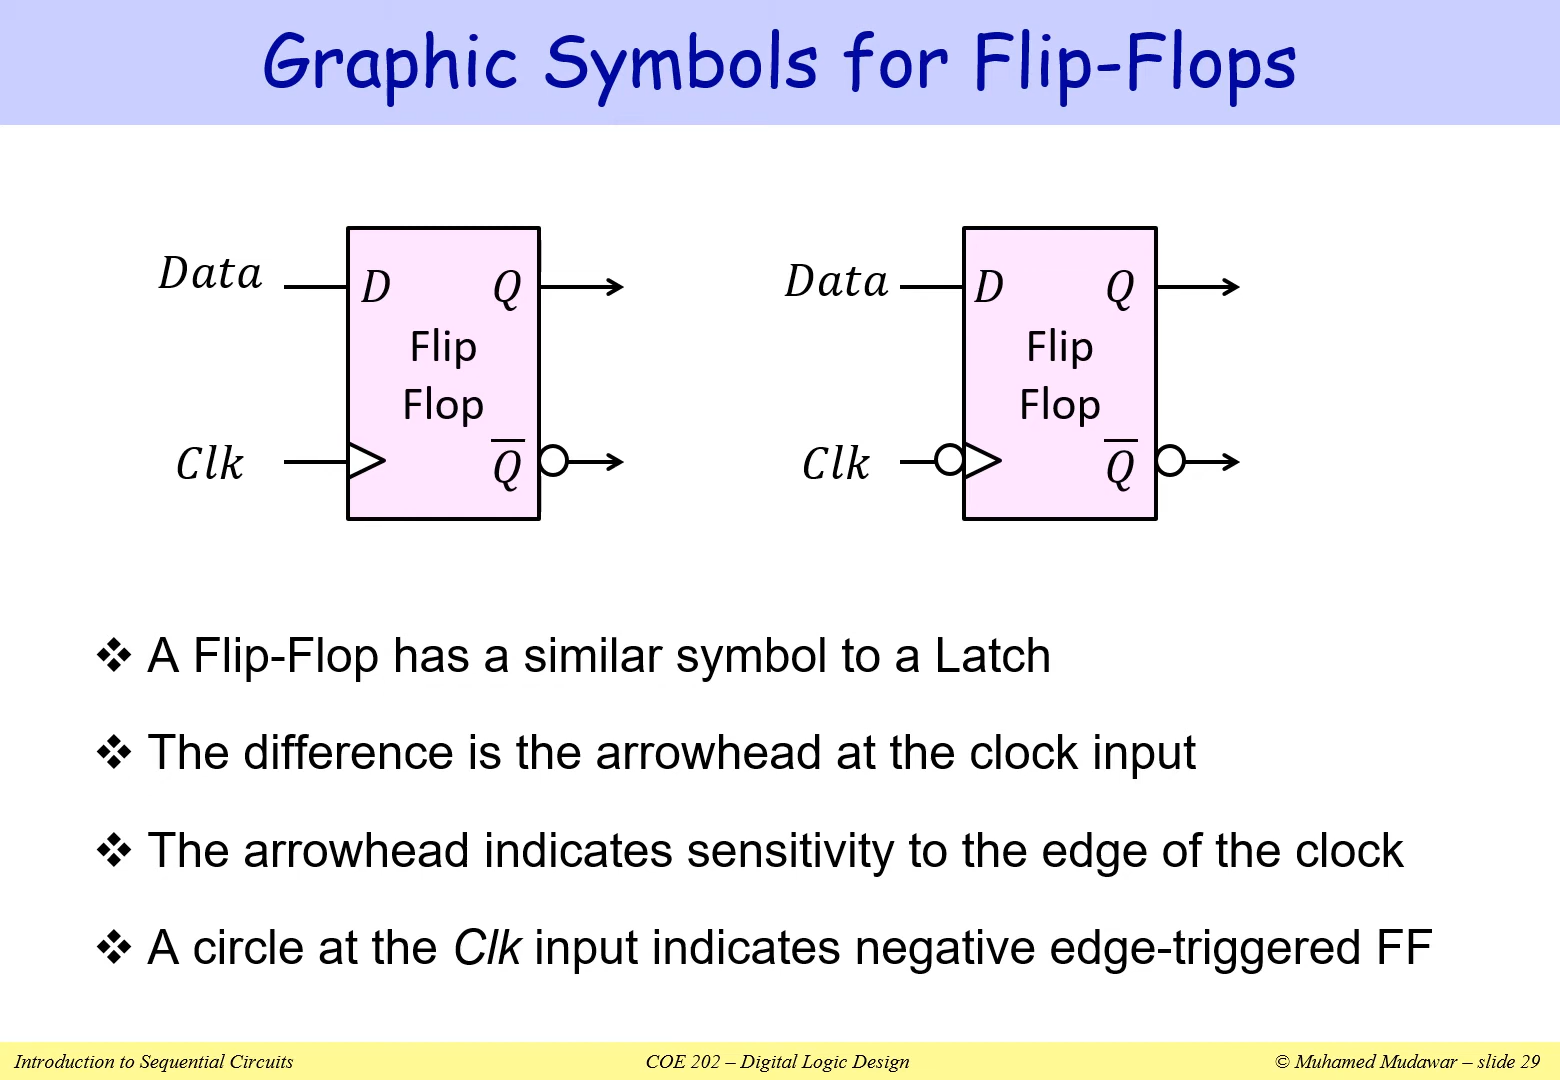 Graphic Symbols for Flip-Flops
Data D Q
Flip
Flop
Clk Q̅
Data D Q
Flip
Flop
Clk Q̅
❖ A Flip-Flop has a similar symbol to a Latch
❖ The difference is the arrowhead at the clock input
❖ The arrowhead indicates sensitivity to the edge of the clock
❖ A circle at the Clk input indicates negative edge-triggered FF
Introduction to Sequential Circuits COE 202 – Digital Logic Design © Muhamed Mudawar – slide 29